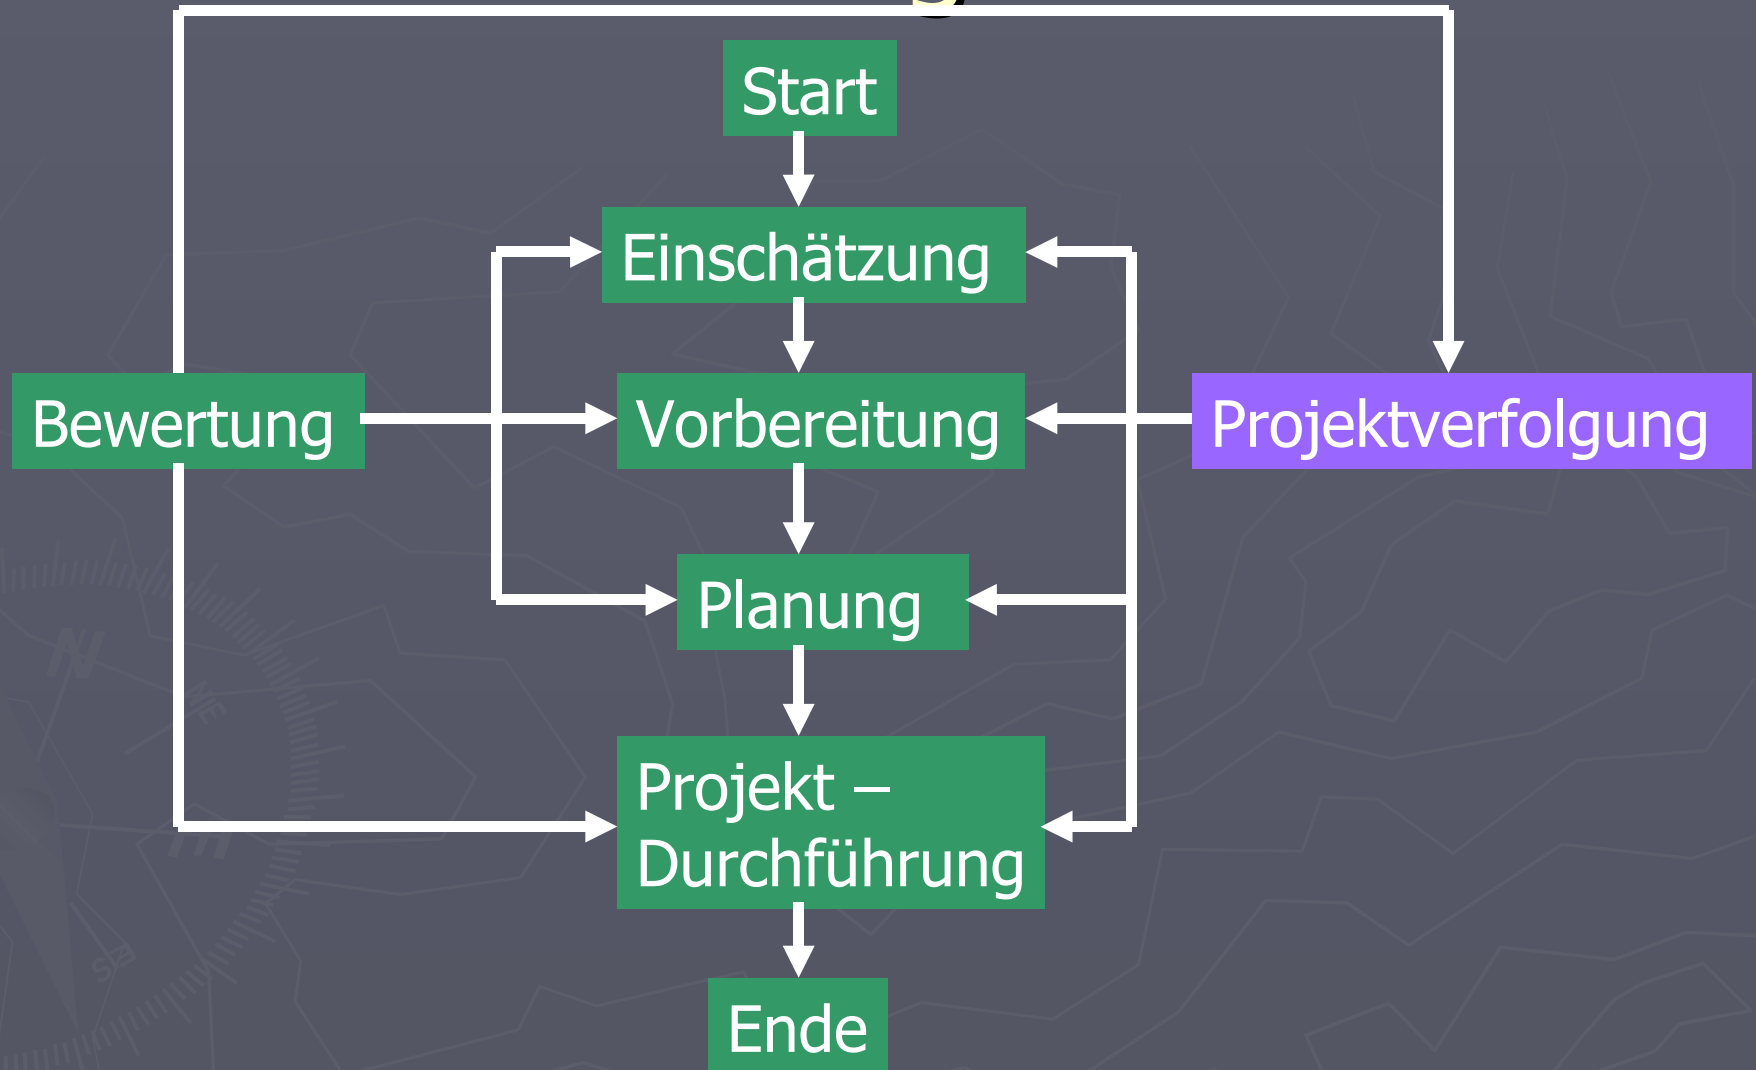 Start
Einschätzung
Bewertung
Vorbereitung
Projektverfolgung
Planung
Projekt –
Durchführung
Ende